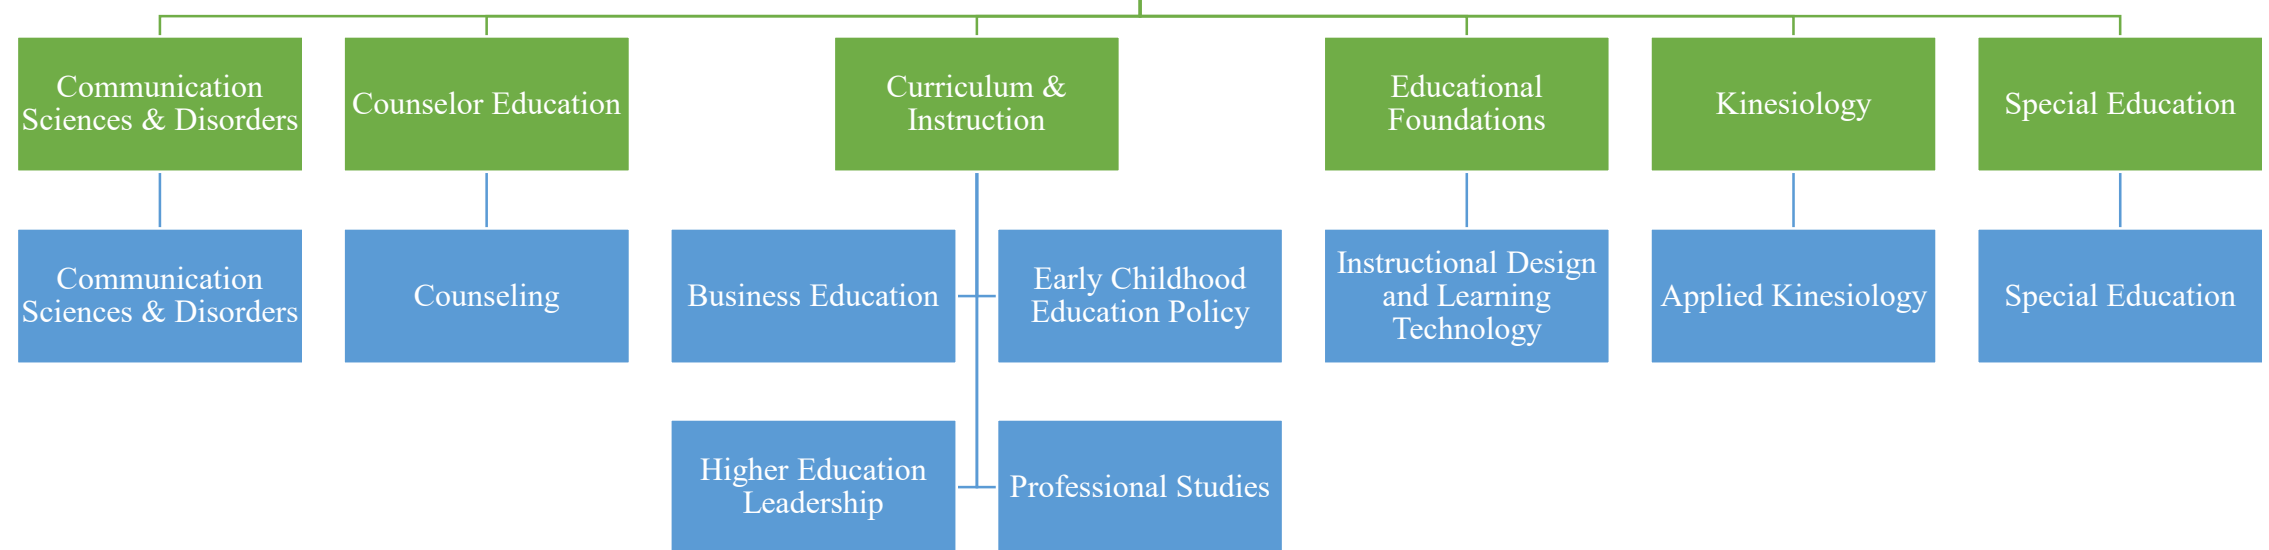 Communication
Sciences & Disorders
Counselor Education
Curriculum &
Instruction
Educational
Foundations
Kinesiology
Special Education
Communication
Sciences & Disorders
Counseling
Business Education
Early Childhood
Education Policy
Instructional Design
and Learning
Technology
Applied Kinesiology
Special Education
Higher Education
Leadership
Professional Studies